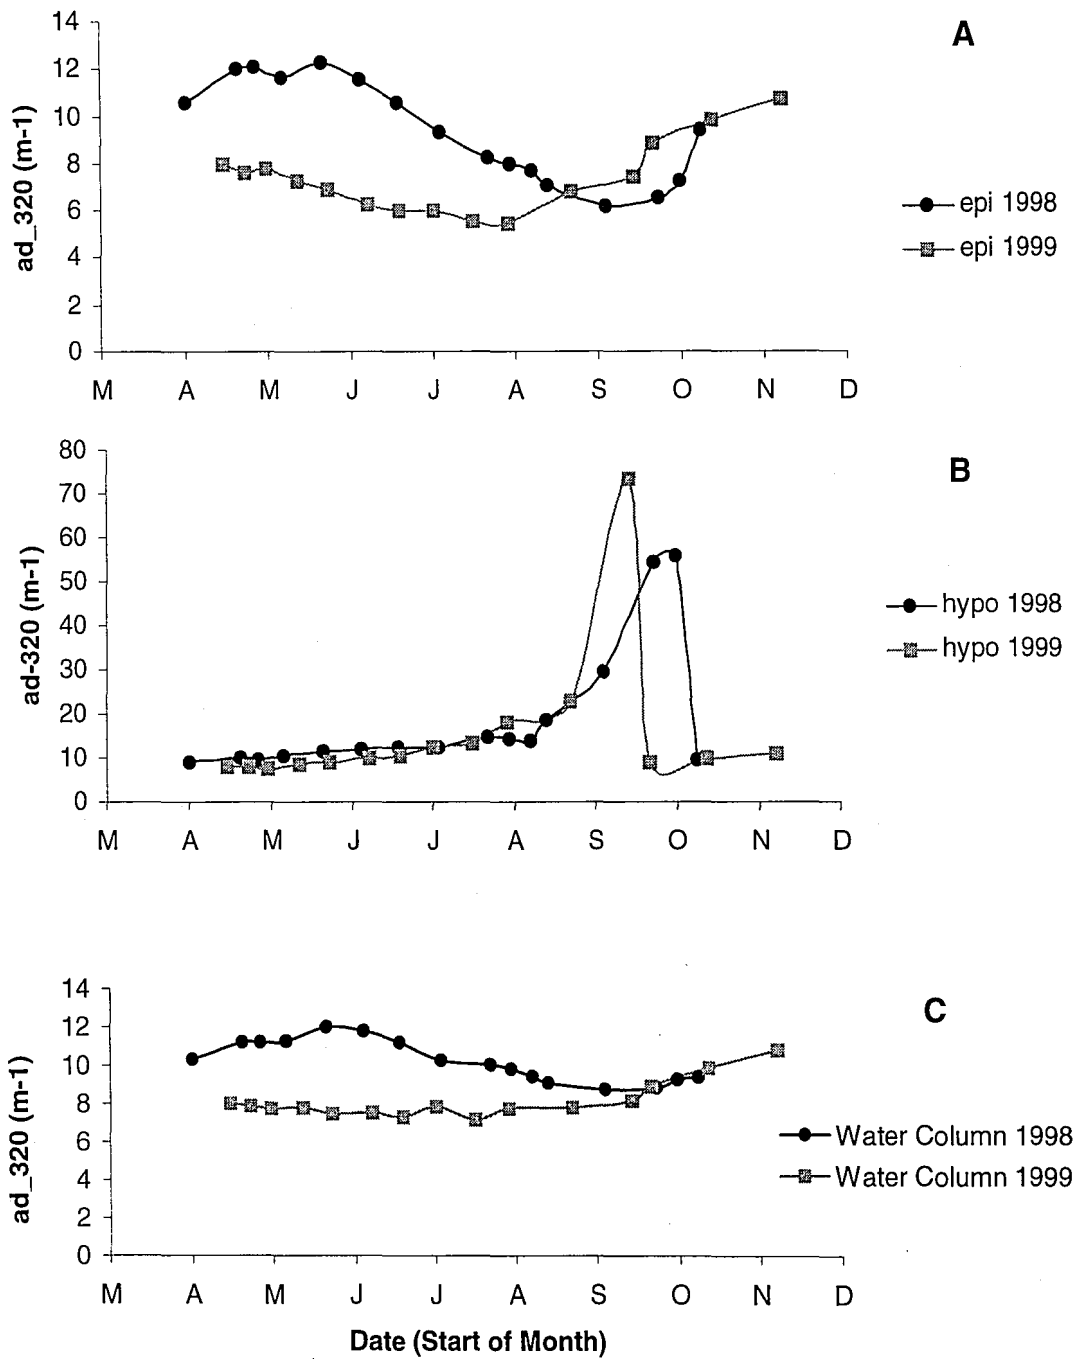 A
14
12
10
8
6
4
2
0
ad_320 (m-1)
epi 1998
epi 1999
M A M J J A S O N D
B
80
70
60
50
40
30
20
10
0
ad-320 (m-1)
hypo 1998
hypo 1999
M A M J J A S O N D
C
14
12
10
8
6
4
2
0
ad_320 (m-1)
Water Column 1998
Water Column 1999
M A M J J A S O N D
Date (Start of Month)